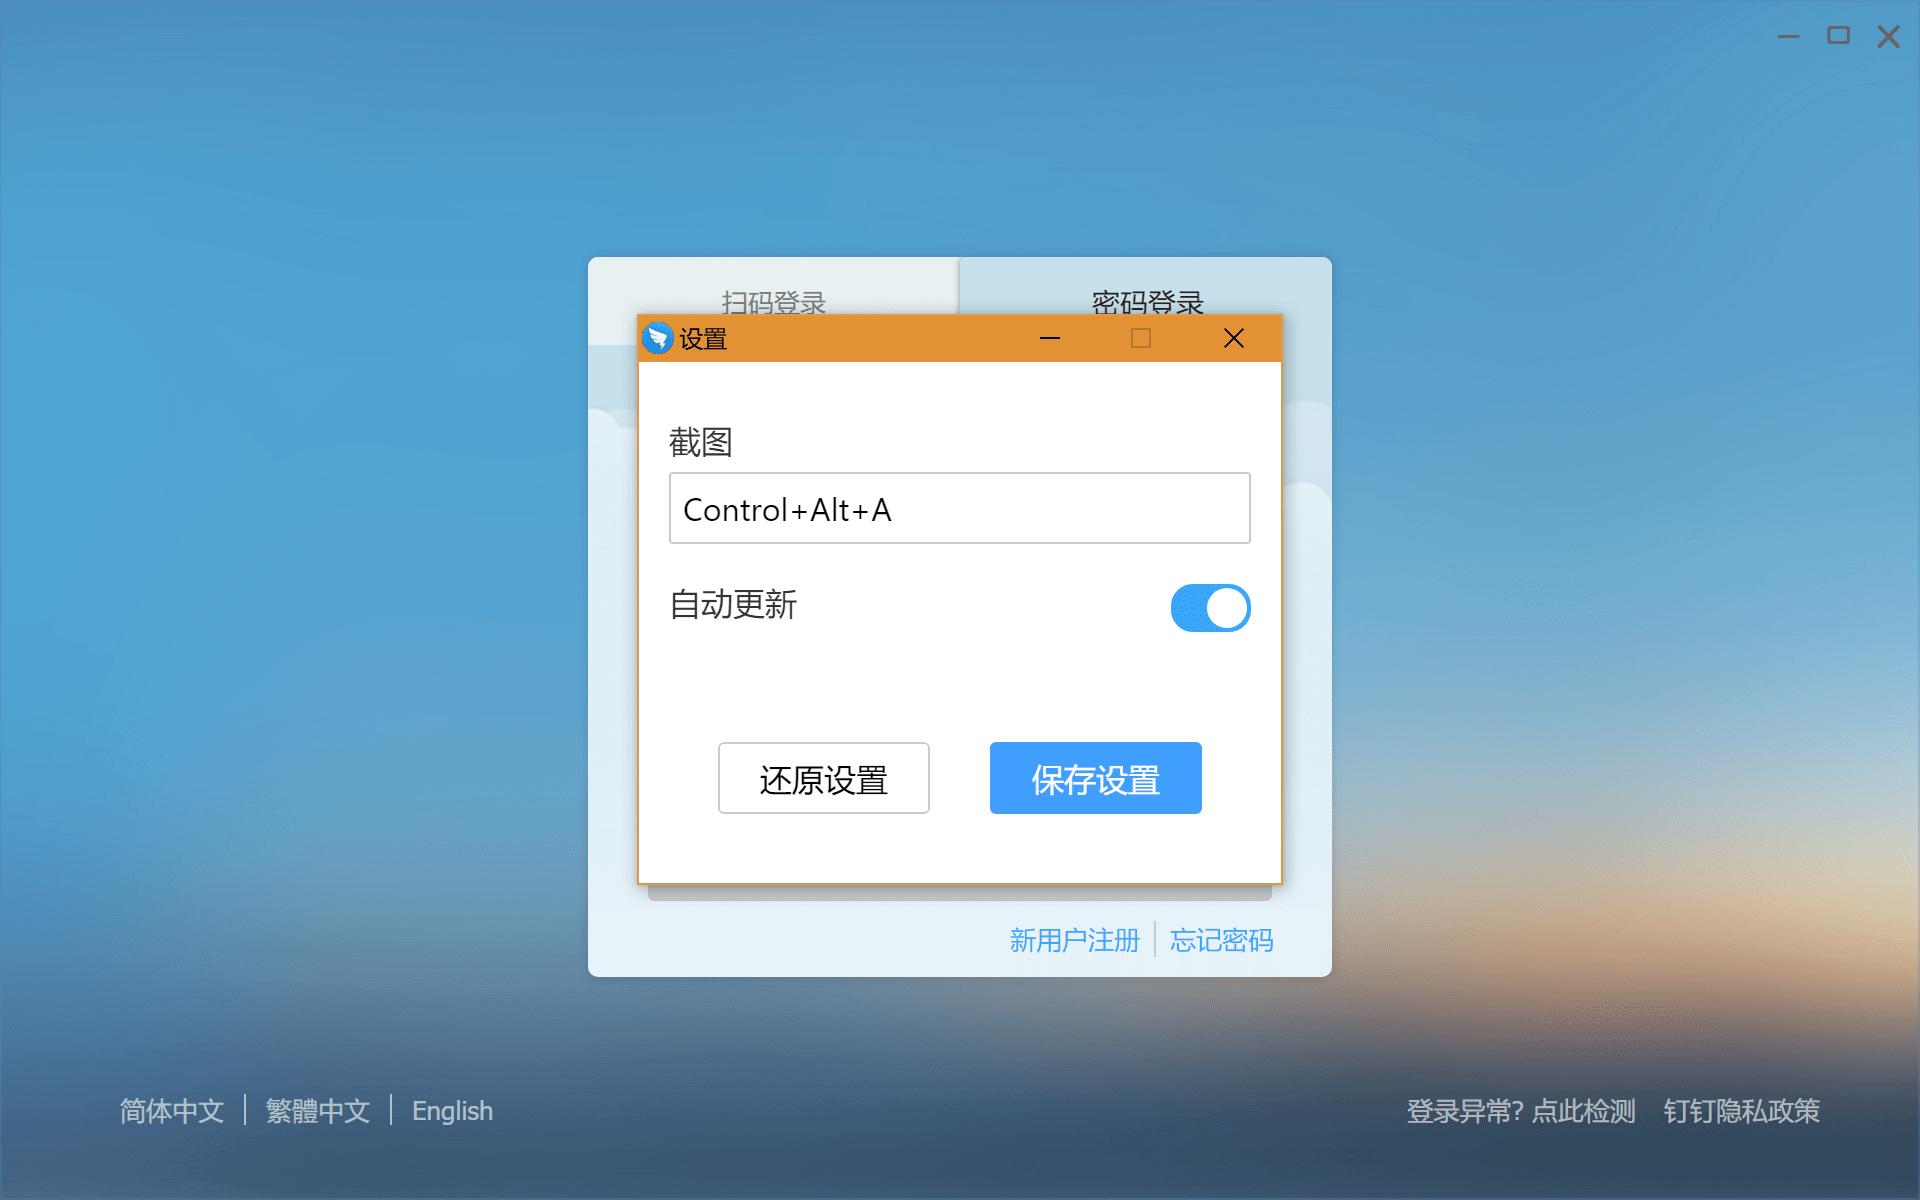 扫码登录
密码登录
设置
截图
Control+Alt+A
自动更新
还原设置
保存设置
新用户注册
忘记密码
简体中文
繁體中文
English
登录异常? 点此检测
钉钉隐私政策